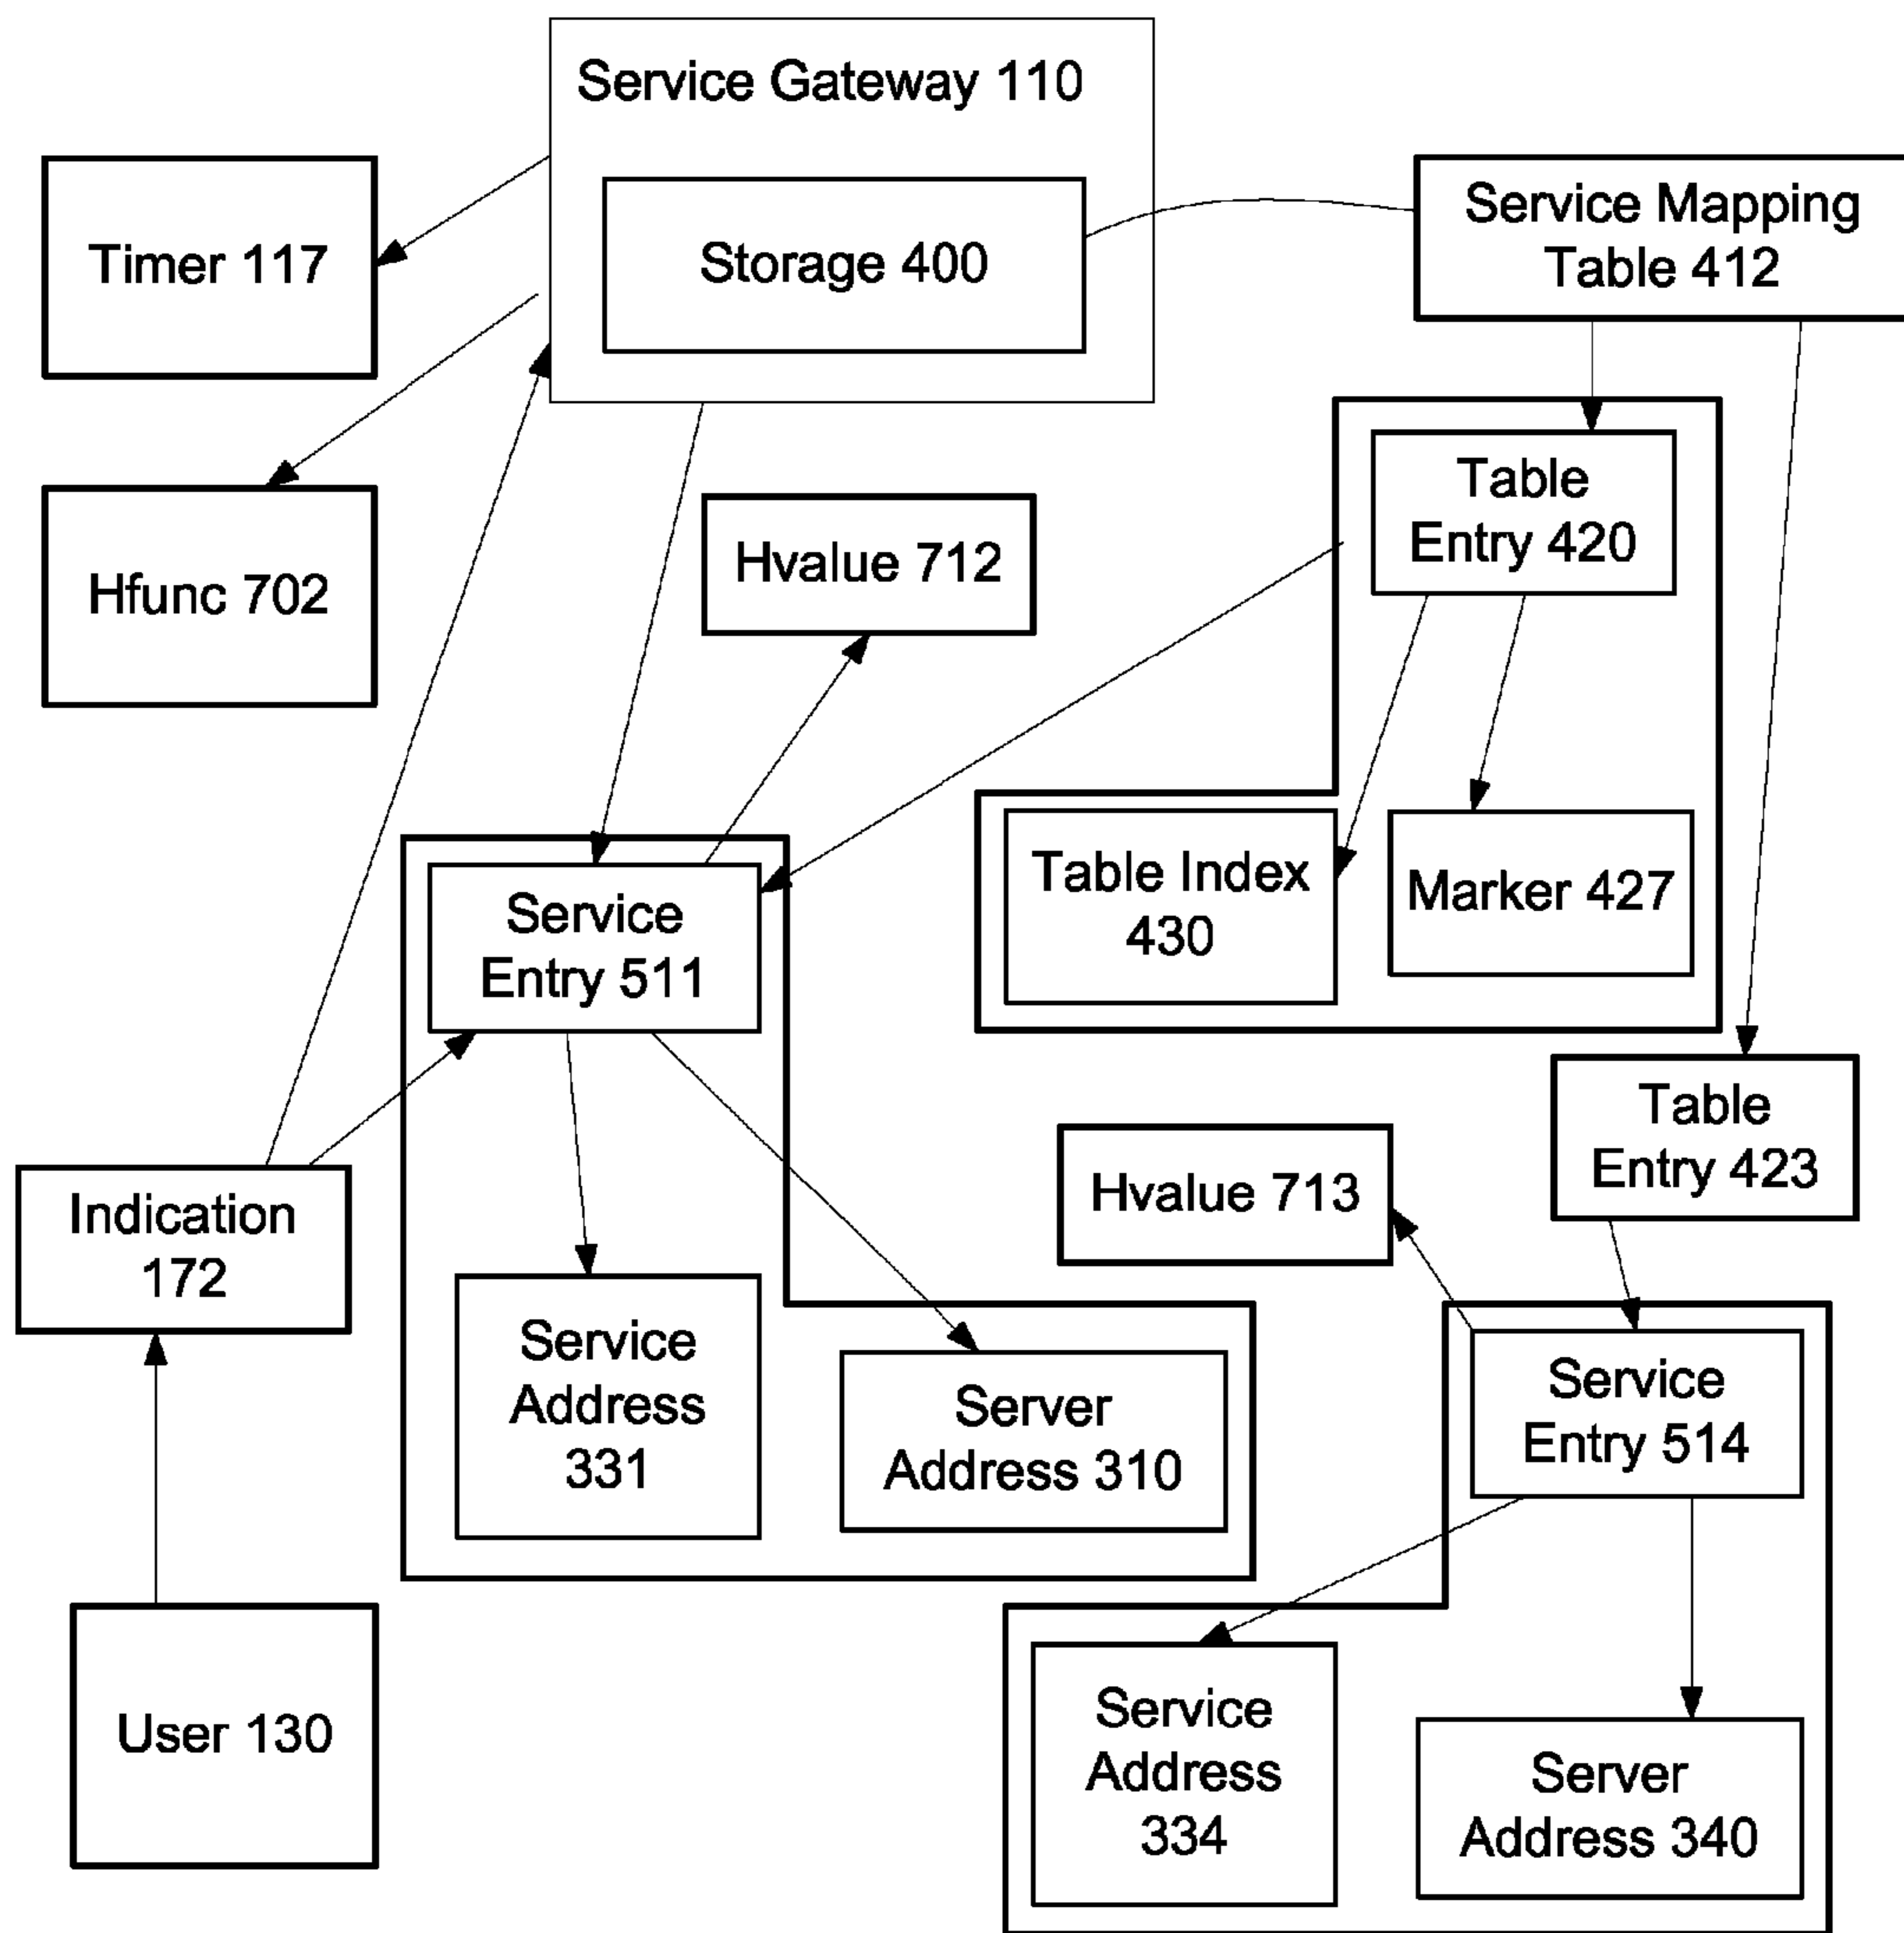 Service Gateway 110
Storage 400
Service Mapping
Table 412
Timer 117
Hfunc 702
Hvalue 712
Table
Entry 420
Table Index
430
Marker 427
Service
Entry 511
Table
Entry 423
Hvalue 713
Indication
172
Service
Address
331
Server
Address 310
Service
Entry 514
User 130
Service
Address
334
Server
Address 340